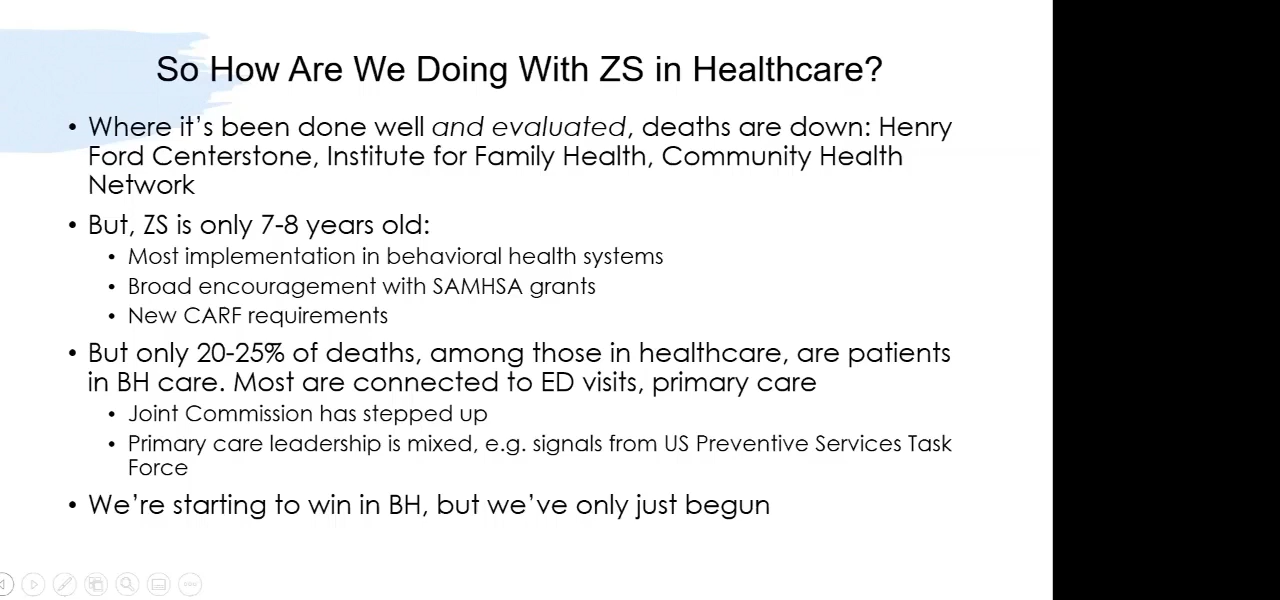 So How Are We Doing With ZS in Healthcare?
• Where it's been done well and evaluated, deaths are down: Henry
Ford Centerstone, Institute for Family Health, Community Health
Network
• But, ZS is only 7-8 years old:
• Most implementation in behavioral health systems
• Broad encouragement with SAMHSA grants
• New CARF requirements
• But only 20-25% of deaths, among those in healthcare, are patients
in BH care. Most are connected to ED visits, primary care
• Joint Commission has stepped up
• Primary care leadership is mixed, e.g. signals from US Preventive Services Task
Force
• We're starting to win in BH, but we've only just begun